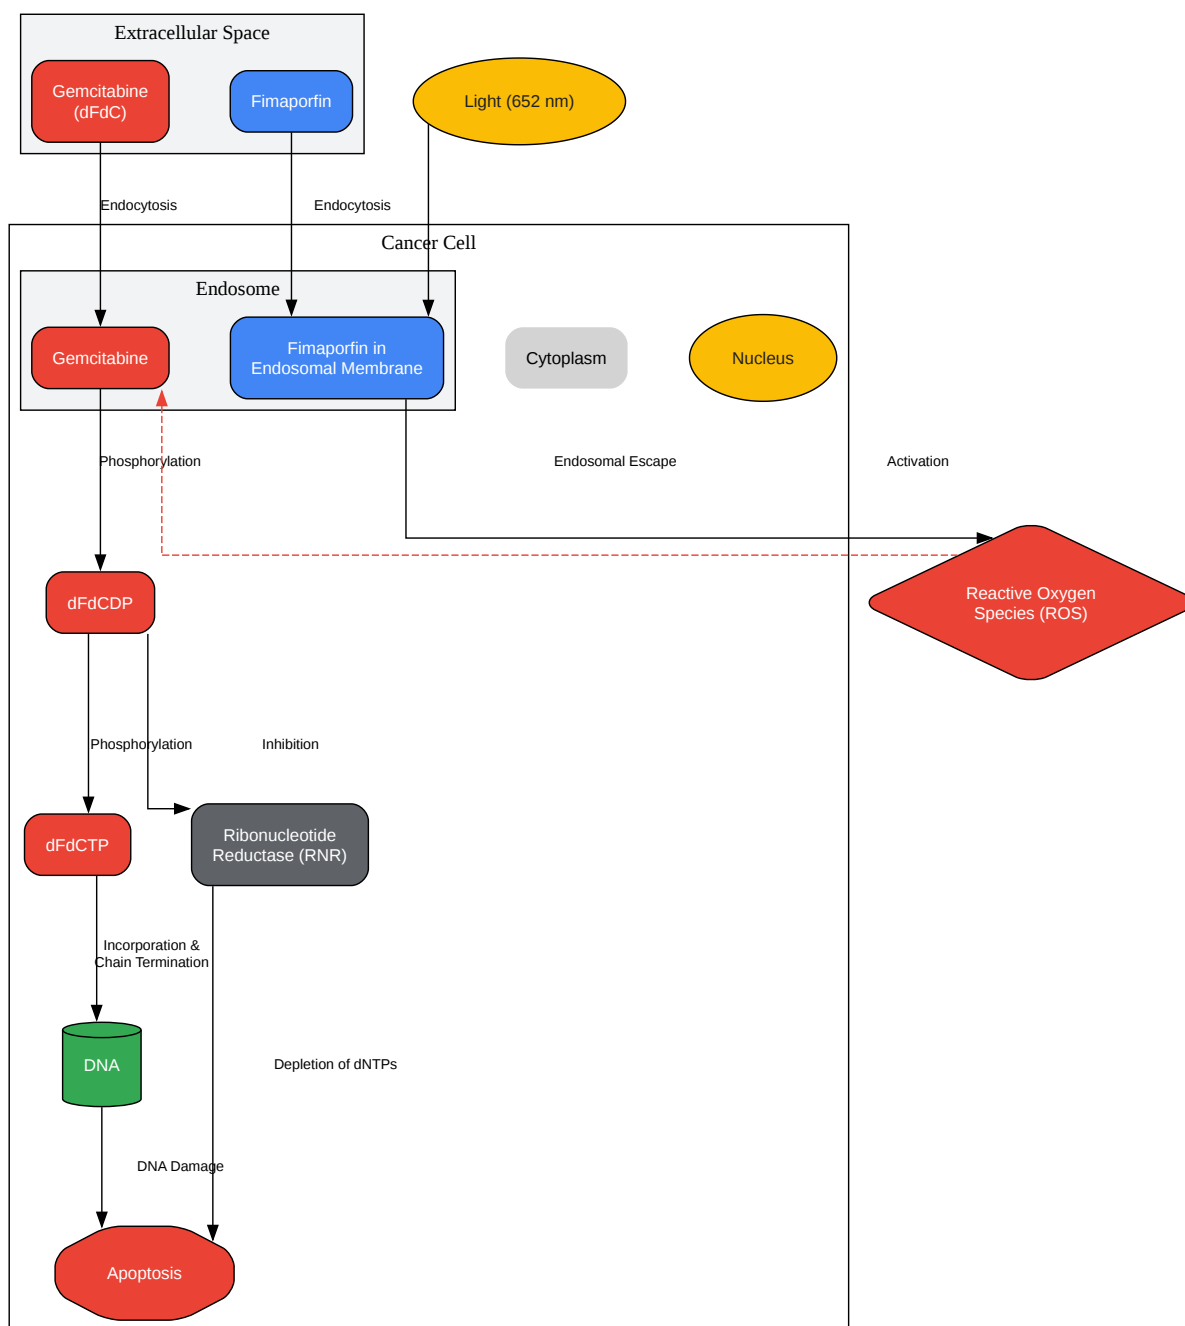 Extracellular Space
Gemcitabine
(dFdC)
Fimaporfin
Light (652 nm)
Endocytosis
Endocytosis
Cancer Cell
Endosome
Gemcitabine
Fimaporfin in
Endosomal Membrane
Cytoplasm
Nucleus
Phosphorylation
Endosomal Escape
Activation
Reactive Oxygen
Species (ROS)
dFdCDP
Phosphorylation
Inhibition
dFdCTP
Ribonucleotide
Reductase (RNR)
Incorporation &
Chain Termination
DNA
Depletion of dNTPs
DNA Damage
Apoptosis